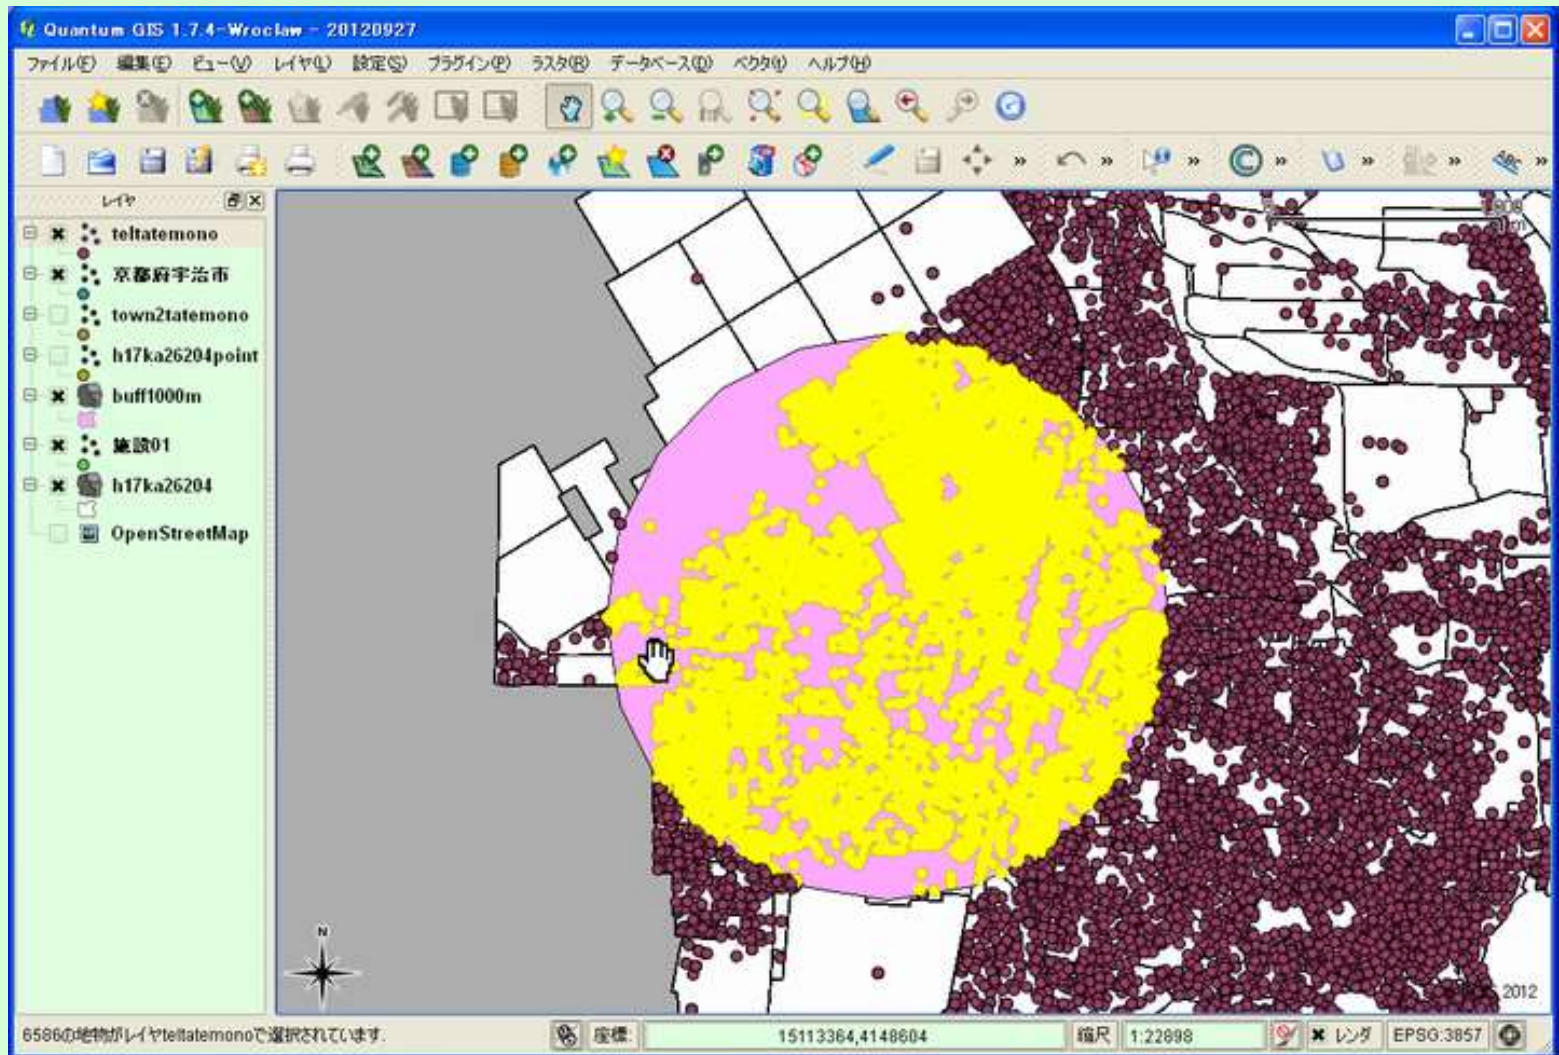 Quantum GIS 1.7.4-Wroclaw - 20120927
ファイル(F) 編集(E) ビュー(V) レイヤ(L) 設定(S) プラグイン(P) ラスタ(R) データベース(D) ベクタ(t) ヘルプ(H)
レイヤ
teltatemono
京都府宇治市
town2tatemono
h17ka26204point
buff1000m
施設01
h17ka26204
OpenStreetMap
N
2012
6586の地物がレイヤteltatemonoで選択されています.
座標:
15113364,4148604
縮尺
1:22898
レンダ
EPSG:3857